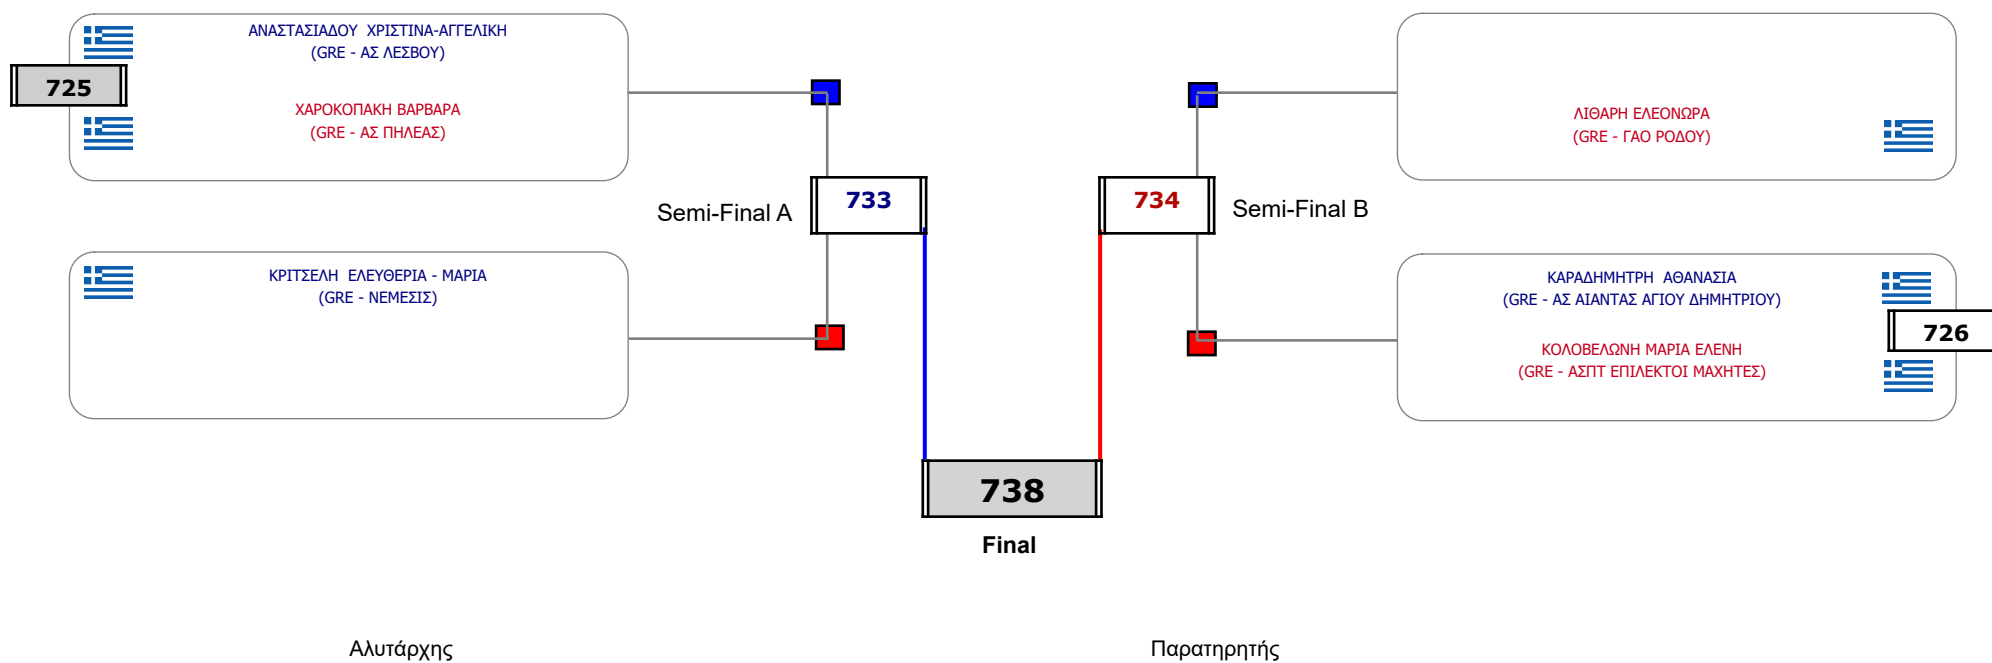 ΑΝΑΣΤΑΣΙΑΔΟΥ ΧΡΙΣΤΙΝΑ-ΑΓΓΕΛΙΚΗ
(GRE - ΑΣ ΛΕΣΒΟΥ)
725
ΧΑΡΟΚΟΠΑΚΗ ΒΑΡΒΑΡΑ
(GRE - ΑΣ ΠΗΛΕΑΣ)
ΛΙΘΑΡΗ ΕΛΕΟΝΩΡΑ
(GRE - ΓΑΟ ΡΟΔΟΥ)
Semi-Final A
733
734
Semi-Final B
ΚΡΙΤΣΕΛΗ ΕΛΕΥΘΕΡΙΑ - ΜΑΡΙΑ
(GRE - ΝΕΜΕΣΙΣ)
ΚΑΡΑΔΗΜΗΤΡΗ ΑΘΑΝΑΣΙΑ
(GRE - ΑΣ ΑΙΑΝΤΑΣ ΑΓΙΟΥ ΔΗΜΗΤΡΙΟΥ)
726
ΚΟΛΟΒΕΛΩΝΗ ΜΑΡΙΑ ΕΛΕΝΗ
(GRE - ΑΣΠΤ ΕΠΙΛΕΚΤΟΙ ΜΑΧΗΤΕΣ)
738
Final
Αλυτάρχης
Παρατηρητής